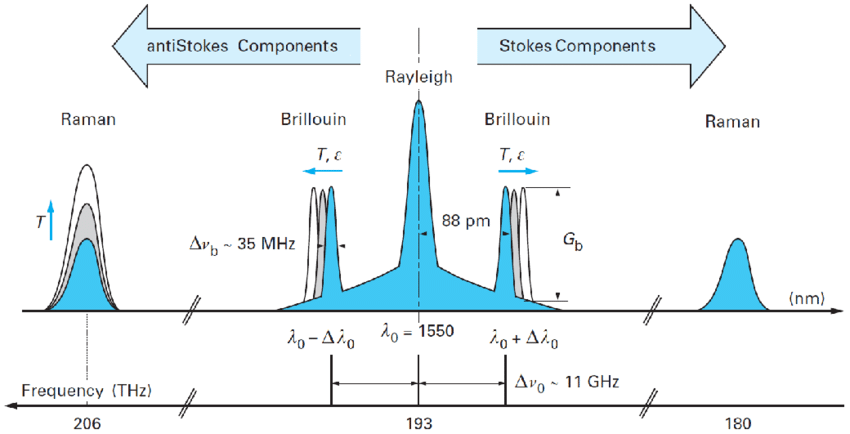 antiStokes Components
Stokes Components
Rayleigh
Raman
Brillouin
Brillouin
Raman
T, ε
T, ε
T
88 pm
Δν_b ~ 35 MHz
G_b
(nm)
λ₀ − Δλ₀
λ₀ = 1550
λ₀ + Δλ₀
Δν₀ ~ 11 GHz
Frequency (THz)
206
193
180